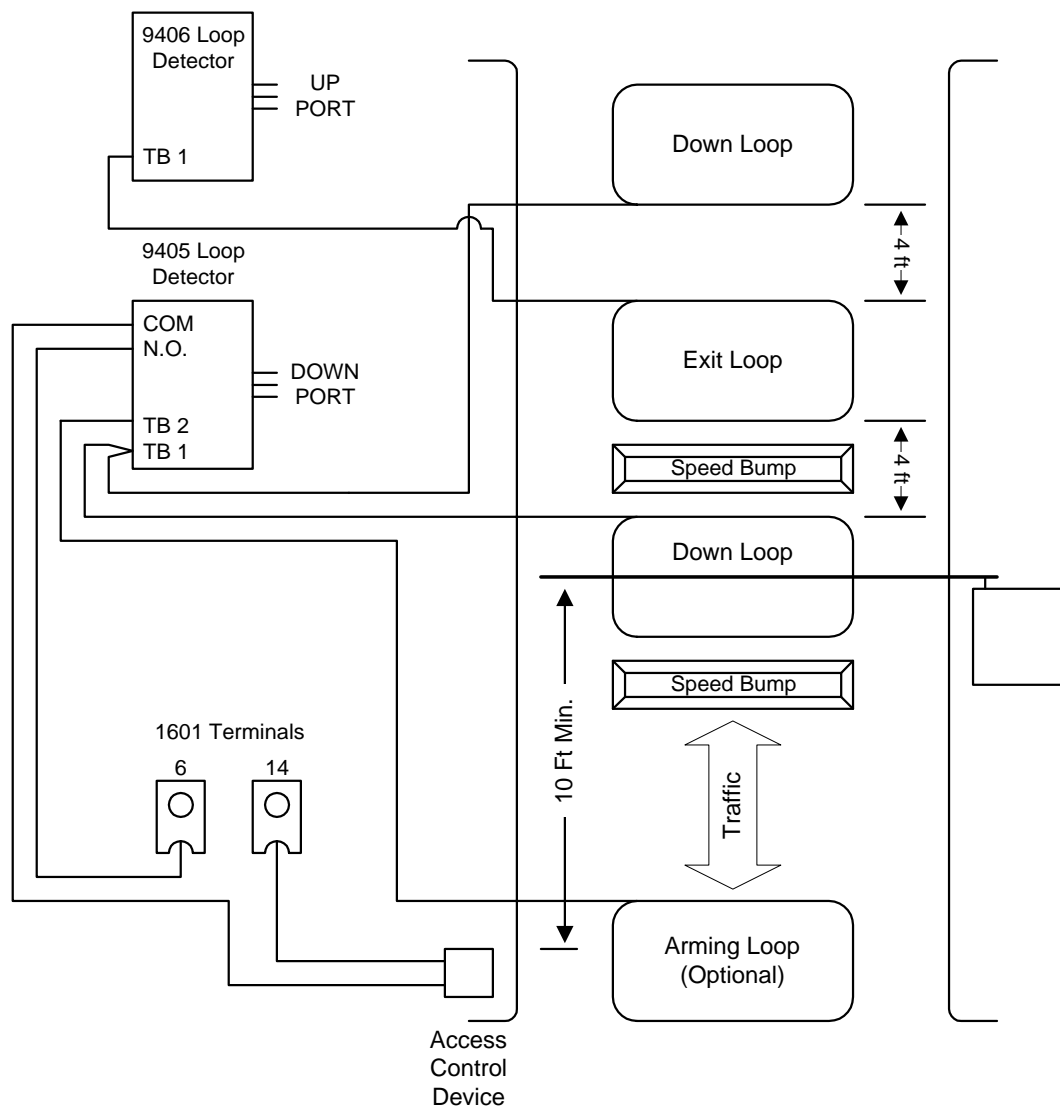 9406 Loop
Detector
UP
PORT
TB 1
Down Loop
4 ft
9405 Loop
Detector
COM
N.O.
DOWN
PORT
TB 2
TB 1
Exit Loop
4 ft
Speed Bump
Down Loop
Speed Bump
10 Ft Min.
Traffic
1601 Terminals
6
14
Arming Loop
(Optional)
Access
Control
Device